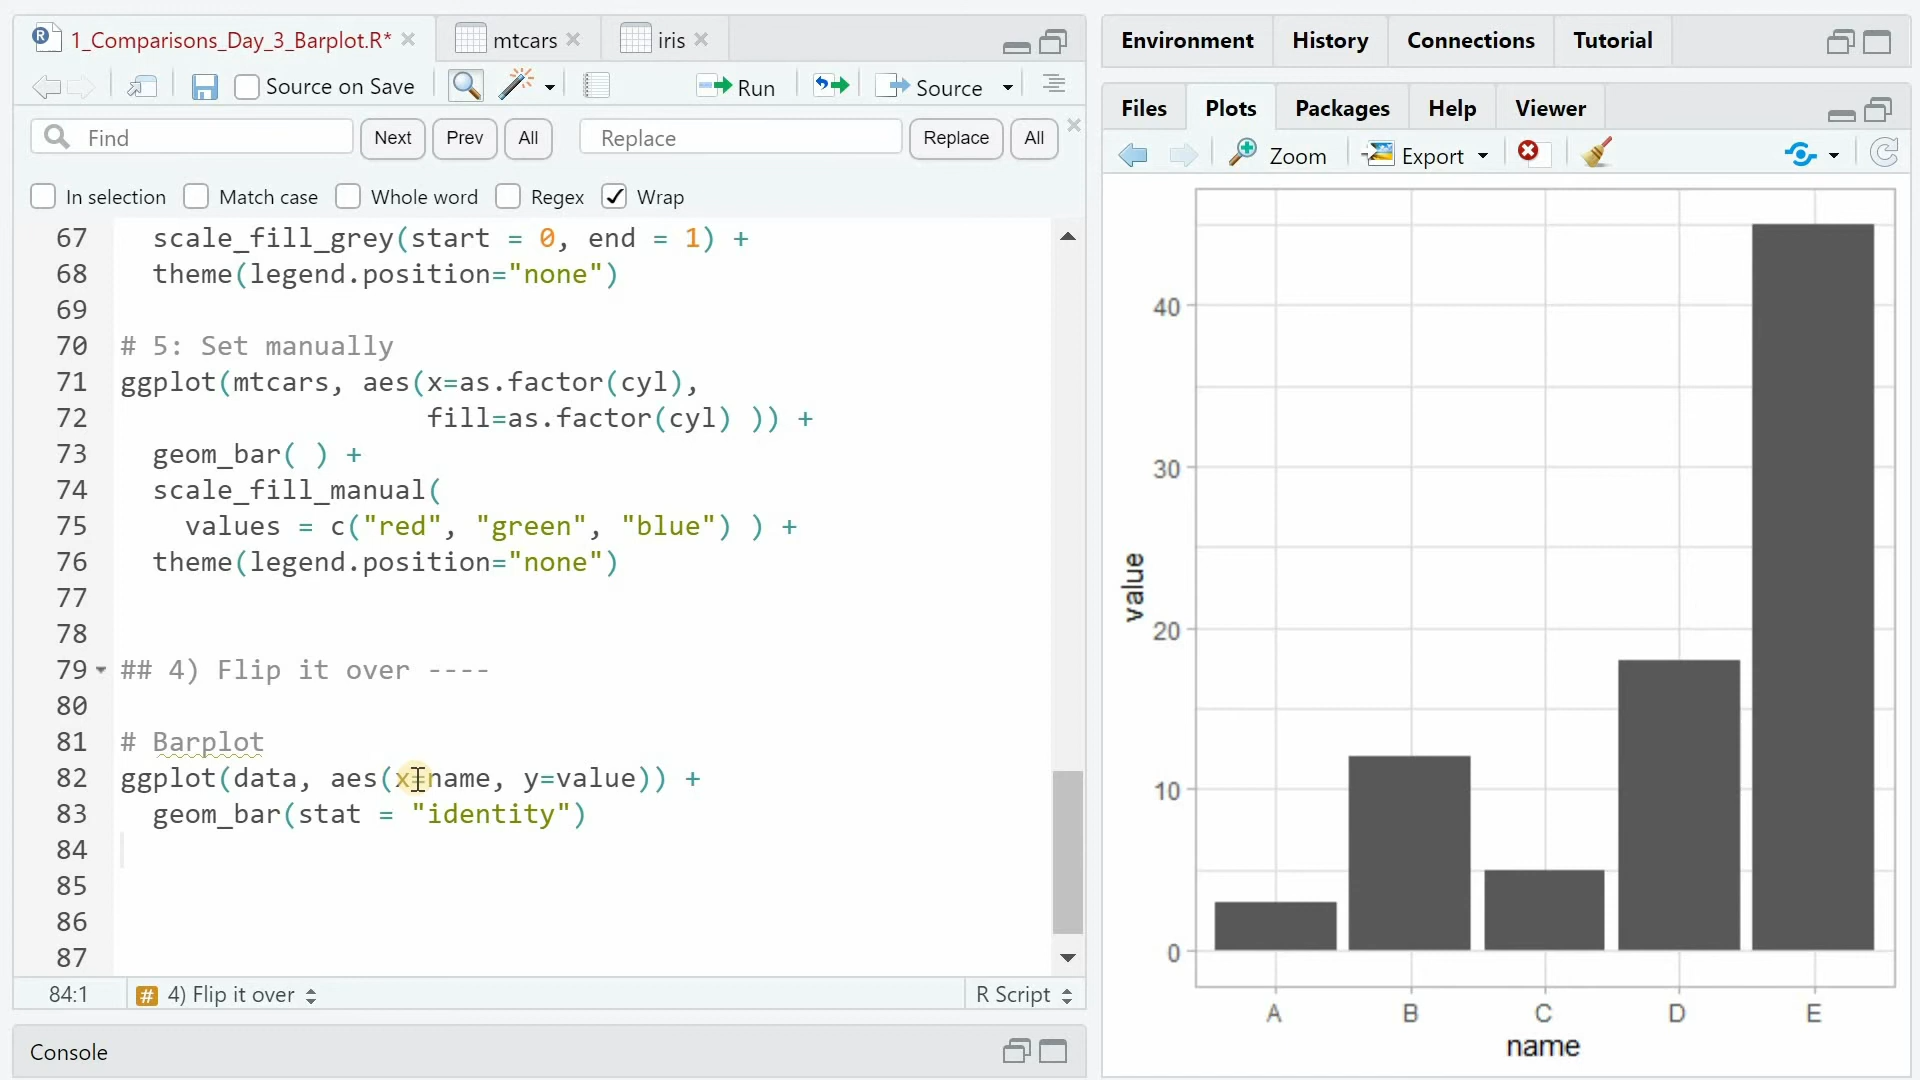 1_Comparisons_Day_3_Barplot.R*
mtcars
iris
Source on Save
Run
Source
Find
Next
Prev
All
Replace
Replace
All
In selection
Match case
Whole word
Regex
Wrap
67 scale_fill_grey(start = 0, end = 1) +
68 theme(legend.position="none")
69
70 # 5: Set manually
71 ggplot(mtcars, aes(x=as.factor(cyl),
72 fill=as.factor(cyl) )) +
73 geom_bar( ) +
74 scale_fill_manual(
75 values = c("red", "green", "blue") ) +
76 theme(legend.position="none")
77
78
79 ## 4) Flip it over ----
80
81 # Barplot
82 ggplot(data, aes(x=name, y=value)) +
83 geom_bar(stat = "identity")
84
85
86
87
84:1
# 4) Flip it over
R Script
Console
Environment
History
Connections
Tutorial
Files
Plots
Packages
Help
Viewer
Zoom
Export
40
30
20
10
0
value
A
B
C
D
E
name